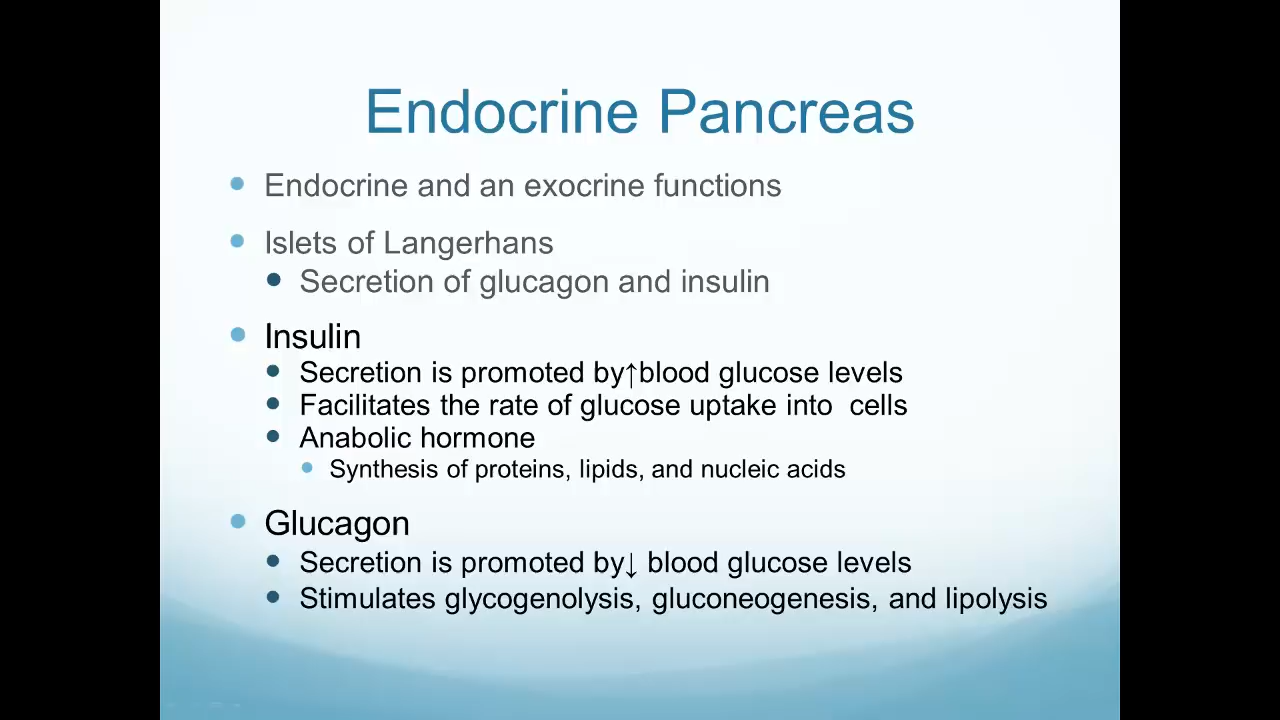 Endocrine Pancreas
Endocrine and an exocrine functions
Islets of Langerhans
Secretion of glucagon and insulin
Insulin
Secretion is promoted by↑blood glucose levels
Facilitates the rate of glucose uptake into  cells
Anabolic hormone
Synthesis of proteins, lipids, and nucleic acids
Glucagon
Secretion is promoted by↓ blood glucose levels
Stimulates glycogenolysis, gluconeogenesis, and lipolysis